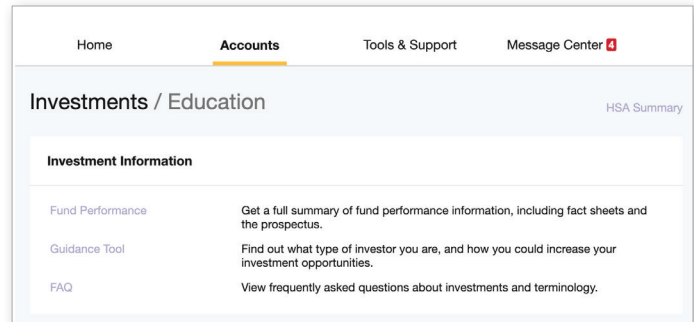 Home Accounts Tools & Support Message Center 4
Investments / Education
HSA Summary
Investment Information
Fund Performance Get a full summary of fund performance information, including fact sheets and
the prospectus.
Guidance Tool Find out what type of investor you are, and how you could increase your
investment opportunities.
FAQ View frequently asked questions about investments and terminology.